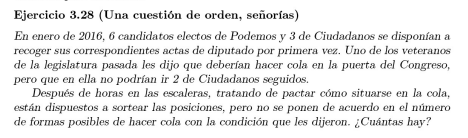 Ejercicio 3.28 (Una cuestión de orden, señorías)
En enero de 2016, 6 candidatos electos de Podemos y 3 de Ciudadanos se disponían a
recoger sus correspondientes actas de diputado por primera vez. Uno de los veteranos
de la legislatura pasada les dijo que deberían hacer cola en la puerta del Congreso,
pero que en ella no podrían ir 2 de Ciudadanos seguidos.
Después de horas en las escaleras, tratando de pactar cómo situarse en la cola,
están dispuestos a sortear las posiciones, pero no se ponen de acuerdo en el número
de formas posibles de hacer cola con la condición que les dijeron. ¿Cuántas hay?